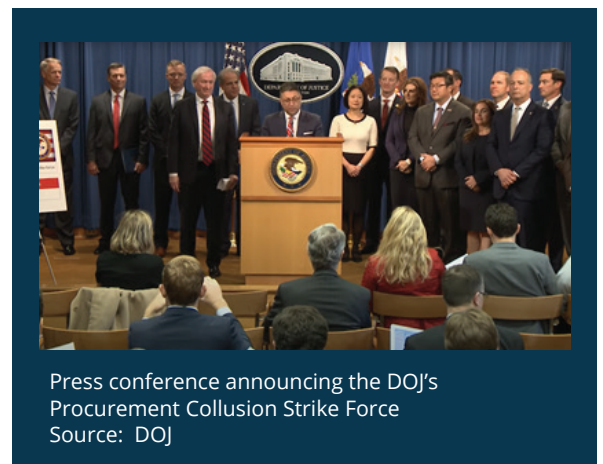 DEPARTMENT OF JUSTICE
Press conference announcing the DOJ's
Procurement Collusion Strike Force
Source:  DOJ